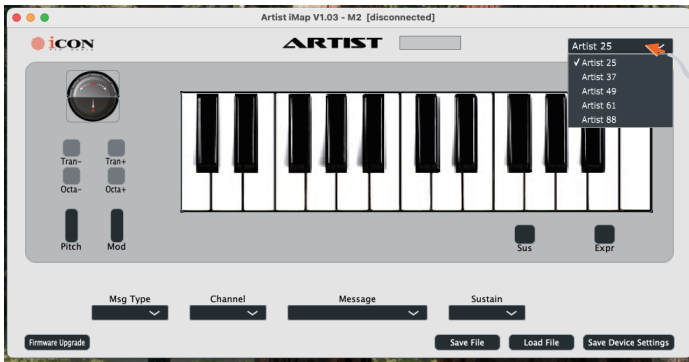 Artist iMap V1.03 - M2 [disconnected]
iCON
PRO AUDIO
ARTIST
Artist 25
✓ Artist 25
Artist 37
Artist 49
Artist 61
Artist 88
Tran- Tran+
Octa- Octa+
Pitch Mod
Sus Expr
Msg Type Channel Message Sustain
Firmware Upgrade Save File Load File Save Device Settings